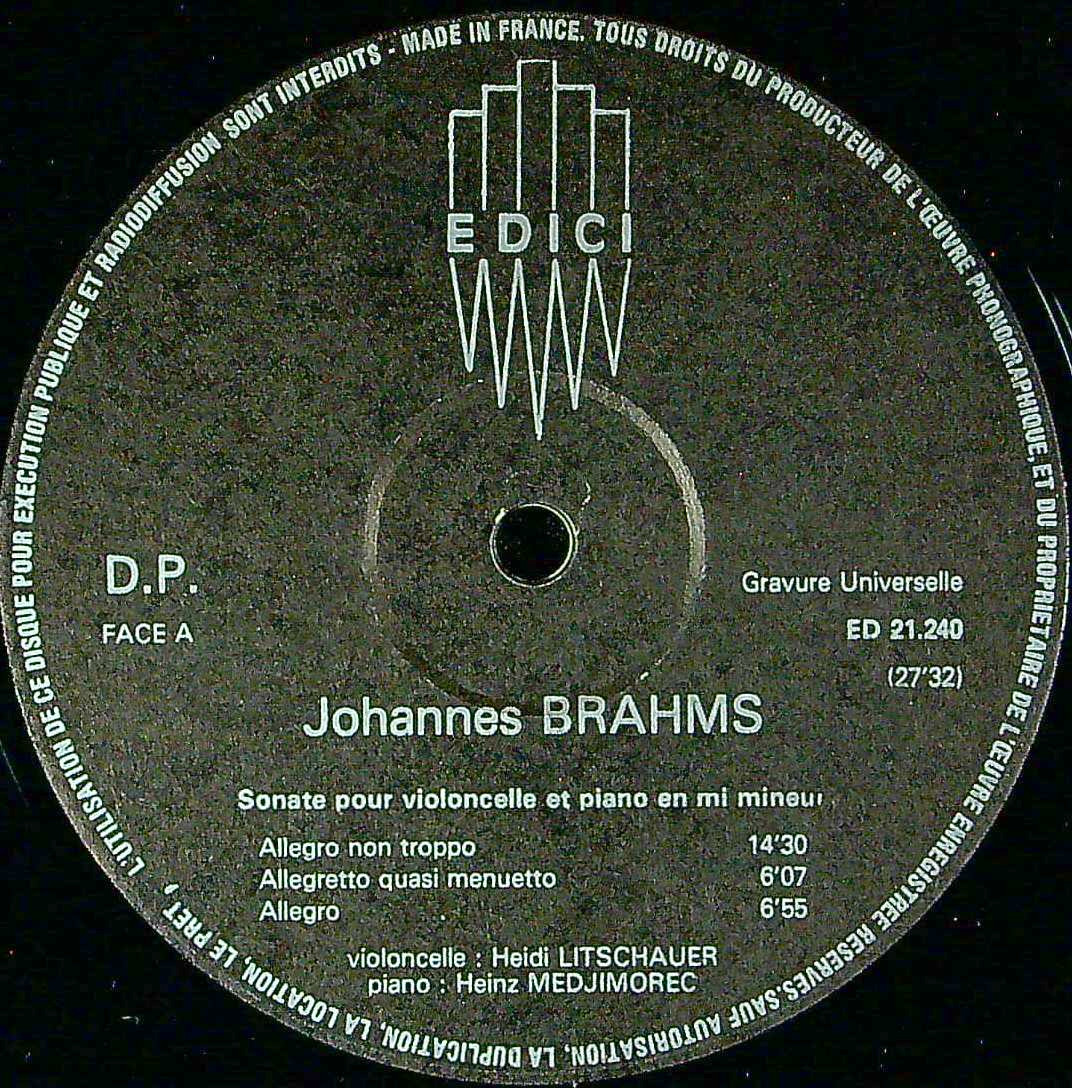 MADE IN FRANCE. TOUS DROITS DU PRODUCTEUR DE L'ŒUVRE PHONOGRAPHIQUE, ET DU PROPRIETAIRE DE L'ŒUVRE ENREGISTREE RESERVES. SAUF AUTORISATION, LA DUPLICATION, LA LOCATION, LE PRET, L'UTILISATION DE CE DISQUE POUR EXECUTION PUBLIQUE ET RADIODIFFUSION SONT INTERDITS -
EDICI
D.P.
FACE A
Gravure Universelle
ED 21.240
(27'32)
Johannes BRAHMS
Sonate pour violoncelle et piano en mi mineur
Allegro non troppo 14'30
Allegretto quasi menuetto 6'07
Allegro 6'55
violoncelle : Heidi LITSCHAUER
piano : Heinz MEDJIMOREC